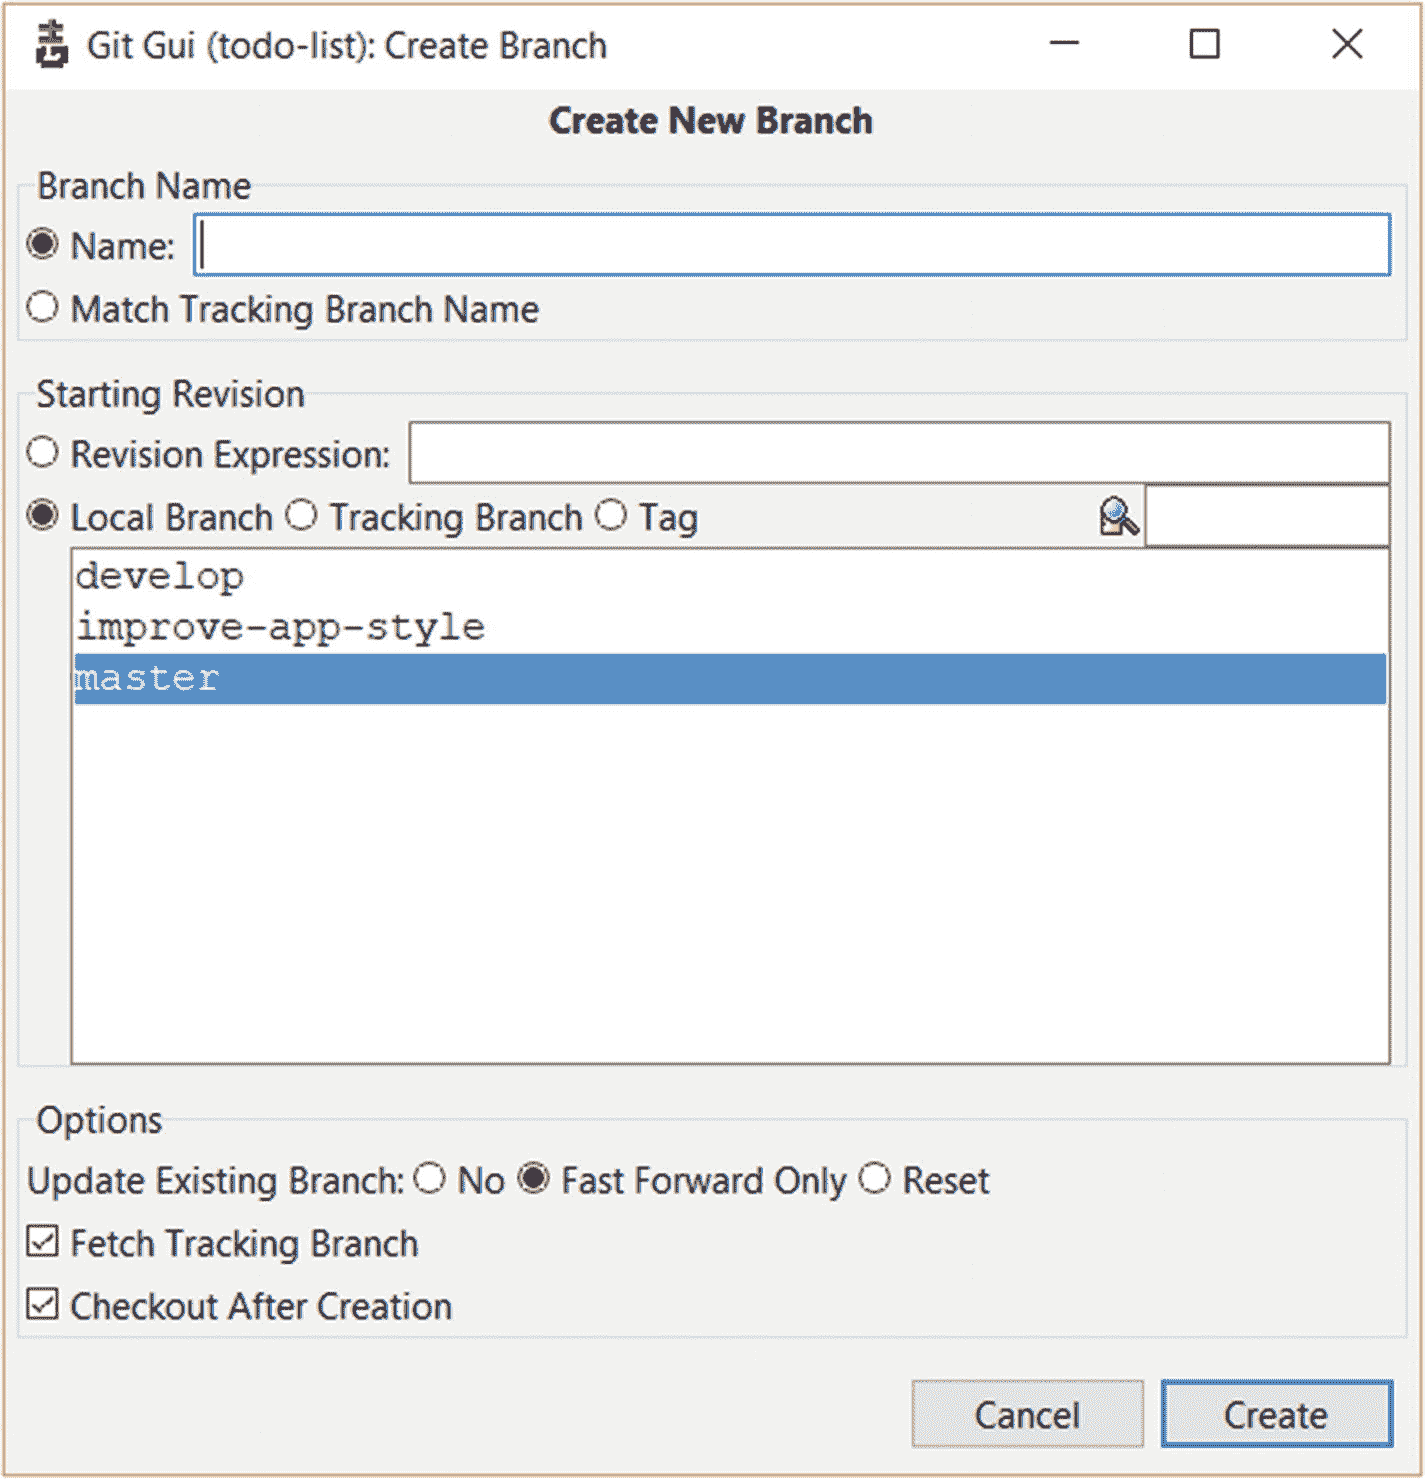 Git Gui (todo-list): Create Branch
Create New Branch
Branch Name
Name:
Match Tracking Branch Name
Starting Revision
Revision Expression:
Local Branch Tracking Branch Tag
develop
improve-app-style
master
Options
Update Existing Branch: No Fast Forward Only Reset
Fetch Tracking Branch
Checkout After Creation
Cancel Create